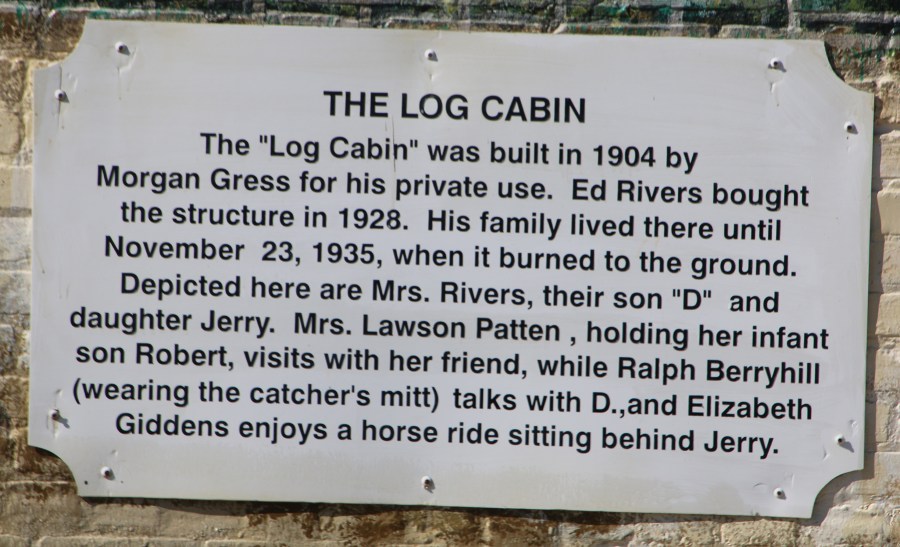 THE LOG CABIN
The "Log Cabin" was built in 1904 by
Morgan Gress for his private use.  Ed Rivers bought
the structure in 1928.  His family lived there until
November  23, 1935, when it burned to the ground.
Depicted here are Mrs. Rivers, their son "D"  and
daughter Jerry.  Mrs. Lawson Patten , holding her infant
son Robert, visits with her friend, while Ralph Berryhill
(wearing the catcher's mitt)  talks with D.,and Elizabeth
Giddens enjoys a horse ride sitting behind Jerry.